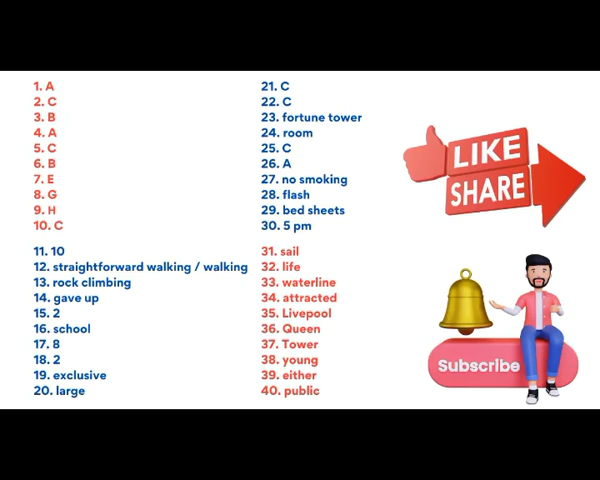 1. A
2. C
3. B
4. A
5. C
6. B
7. E
8. G
9. H
10. C
11. 10
12. straightforward walking / walking
13. rock climbing
14. gave up
15. 2
16. school
17. 8
18. 2
19. exclusive
20. large
21. C
22. C
23. fortune tower
24. room
25. C
26. A
27. no smoking
28. flash
29. bed sheets
30. 5 pm
31. sail
32. life
33. waterline
34. attracted
35. Livepool
36. Queen
37. Tower
38. young
39. either
40. public
LIKE
SHARE
Subscribe